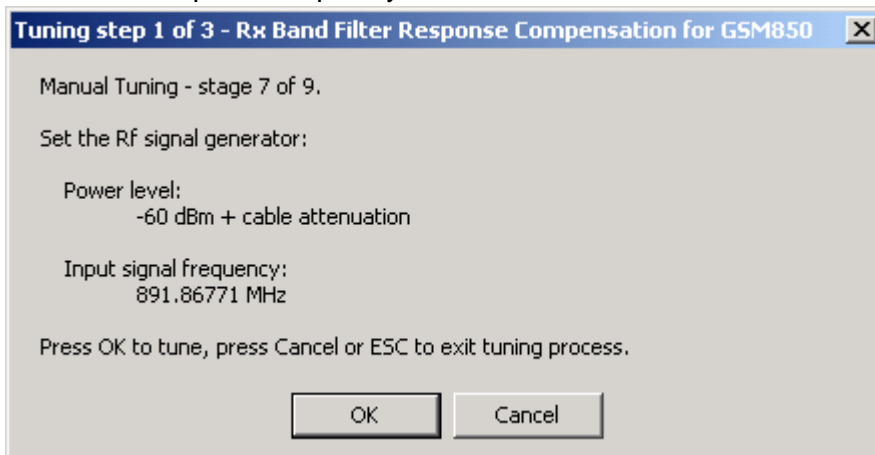 Tuning step 1 of 3 - Rx Band Filter Response Compensation for GSM850
Manual Tuning - stage 7 of 9.
Set the Rf signal generator:
Power level:
-60 dBm + cable attenuation
Input signal frequency:
891.86771 MHz
Press OK to tune, press Cancel or ESC to exit tuning process.
OK
Cancel